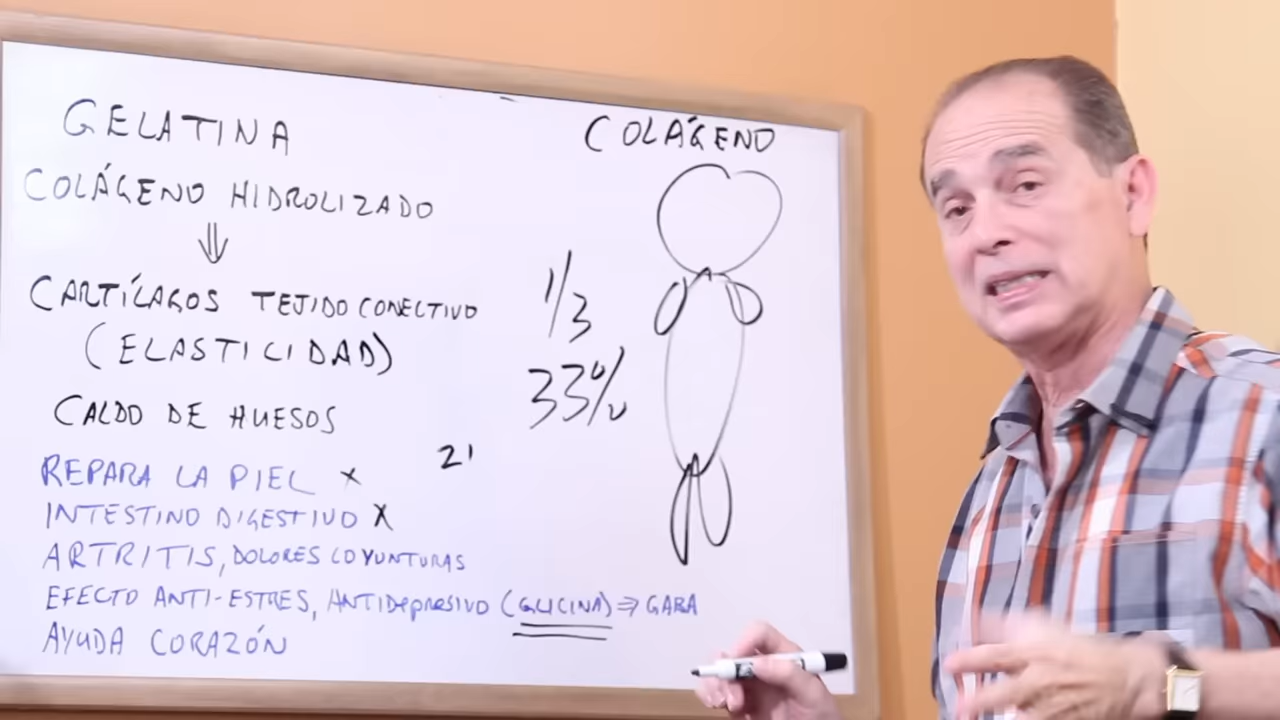 GELATINA
COLÁGENO HIDROLIZADO
⇓
CARTÍLAGOS TEJIDO CONECTIVO
(ELASTICIDAD)
CALDO DE HUESOS
REPARA LA PIEL x
INTESTINO DIGESTIVO X
ARTRITIS, DOLORES COYUNTURAS
EFECTO ANTI-ESTRES, ANTIDEPRESIVO (GLICINA) ⇒ GABA
AYUDA CORAZÓN
21
COLÁGENO
1/3
33%